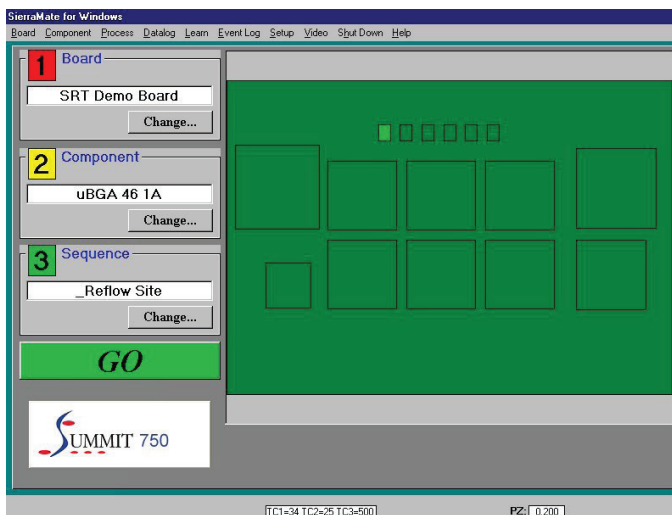 SierraMate for Windows
Board Component Process Datalog Learn Event Log Setup Video Shut Down Help
1 Board
SRT Demo Board
Change...
2 Component
uBGA 46 1A
Change...
3 Sequence
_Reflow Site
Change...
GO
SUMMIT 750
TC1=34 TC2=25 TC3=500 PZ: 0.200